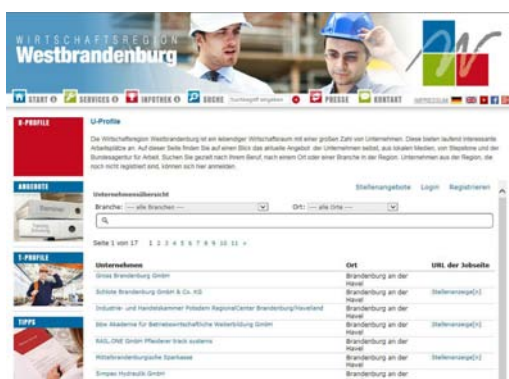 WIRTSCHAFTSREGION
Westbrandenburg
START SERVICES INFOTHEK SUCHE Suchbegriff eingeben PRESSE KONTAKT IMPRESSUM
U-PROFILE
U-Profile
Die Wirtschaftsregion Westbrandenburg ist ein lebendiger Wirtschaftsraum mit einer großen Zahl von Unternehmen. Diese bieten laufend interessante
Arbeitsplätze an. Auf dieser Seite finden Sie auf einen Blick das aktuelle Angebot der Unternehmen selbst, aus lokalen Medien, von Stepstone und der
Bundesagentur für Arbeit. Suchen Sie gezielt nach Ihrem Beruf, nach einem Ort oder einer Branche in der Region. Unternehmen aus der Region, die
noch nicht registriert sind, können sich hier anmelden.
ANGEBOTE
Stellenangebote Login Registrieren
Unternehmensübersicht
Branche: --- alle Branchen --- Ort: --- alle Orte ---
Seite 1 von 17 1 2 3 4 5 6 7 8 9 10 11 »
T-PROFILE
Unternehmen Ort URL der Jobseite
Gross Brandenburg GmbH Brandenburg an der
Havel
Schlote Brandenburg GmbH & Co. KG Brandenburg an der Stellenanzeige(n)
Havel
Industrie- und Handelskammer Potsdam RegionalCenter Brandenburg/Havelland Brandenburg an der
Havel
TIPPS
bbw Akademie für Betriebswirtschaftliche Weiterbildung GmbH Brandenburg an der Stellenanzeige(n)
Havel
RAIL.ONE GmbH Pfleiderer track systems Brandenburg an der
Havel
Mittelbrandenburgische Sparkasse Brandenburg an der Stellenanzeige(n)
Havel
Simpex Hydraulik GmbH Brandenburg an der